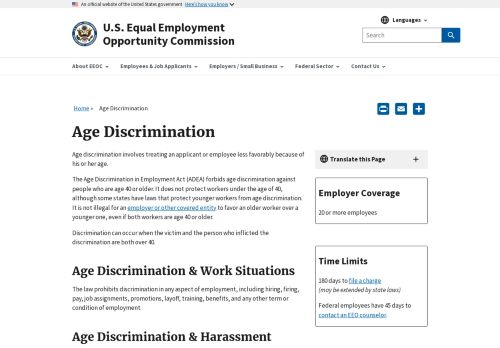 An official website of the United States government Here's how you know
U.S. Equal Employment
Opportunity Commission
Languages
Search
About EEOC
Employees & Job Applicants
Employers / Small Business
Federal Sector
Contact Us
Home » Age Discrimination
Age Discrimination
Age discrimination involves treating an applicant or employee less favorably because of
his or her age.
The Age Discrimination in Employment Act (ADEA) forbids age discrimination against
people who are age 40 or older. It does not protect workers under the age of 40,
although some states have laws that protect younger workers from age discrimination.
It is not illegal for an employer or other covered entity to favor an older worker over a
younger one, even if both workers are age 40 or older.
Discrimination can occur when the victim and the person who inflicted the
discrimination are both over 40.
Age Discrimination & Work Situations
The law prohibits discrimination in any aspect of employment, including hiring, firing,
pay, job assignments, promotions, layoff, training, benefits, and any other term or
condition of employment.
Age Discrimination & Harassment
Translate this Page
Employer Coverage
20 or more employees
Time Limits
180 days to file a charge
(may be extended by state laws)
Federal employees have 45 days to
contact an EEO counselor.